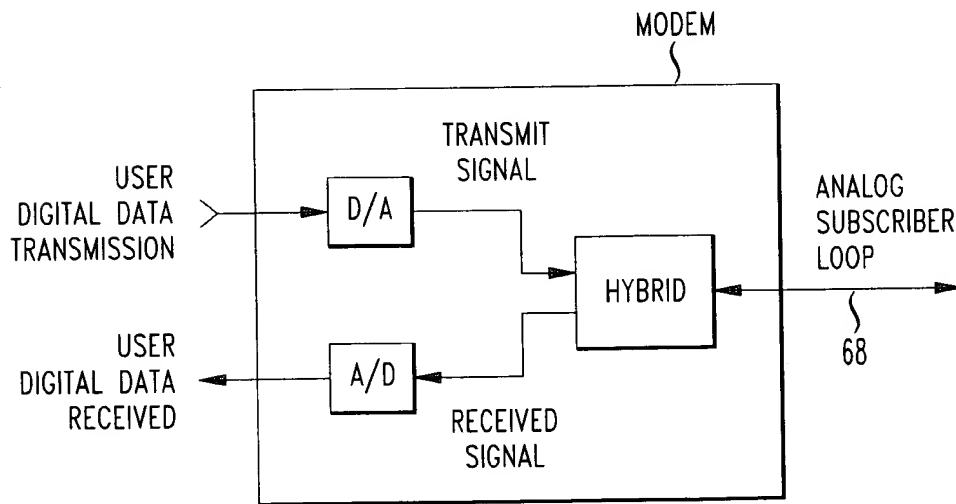 MODEM
TRANSMIT
SIGNAL
USER
DIGITAL DATA
TRANSMISSION
D/A
HYBRID
ANALOG
SUBSCRIBER
LOOP
68
USER
DIGITAL DATA
RECEIVED
A/D
RECEIVED
SIGNAL